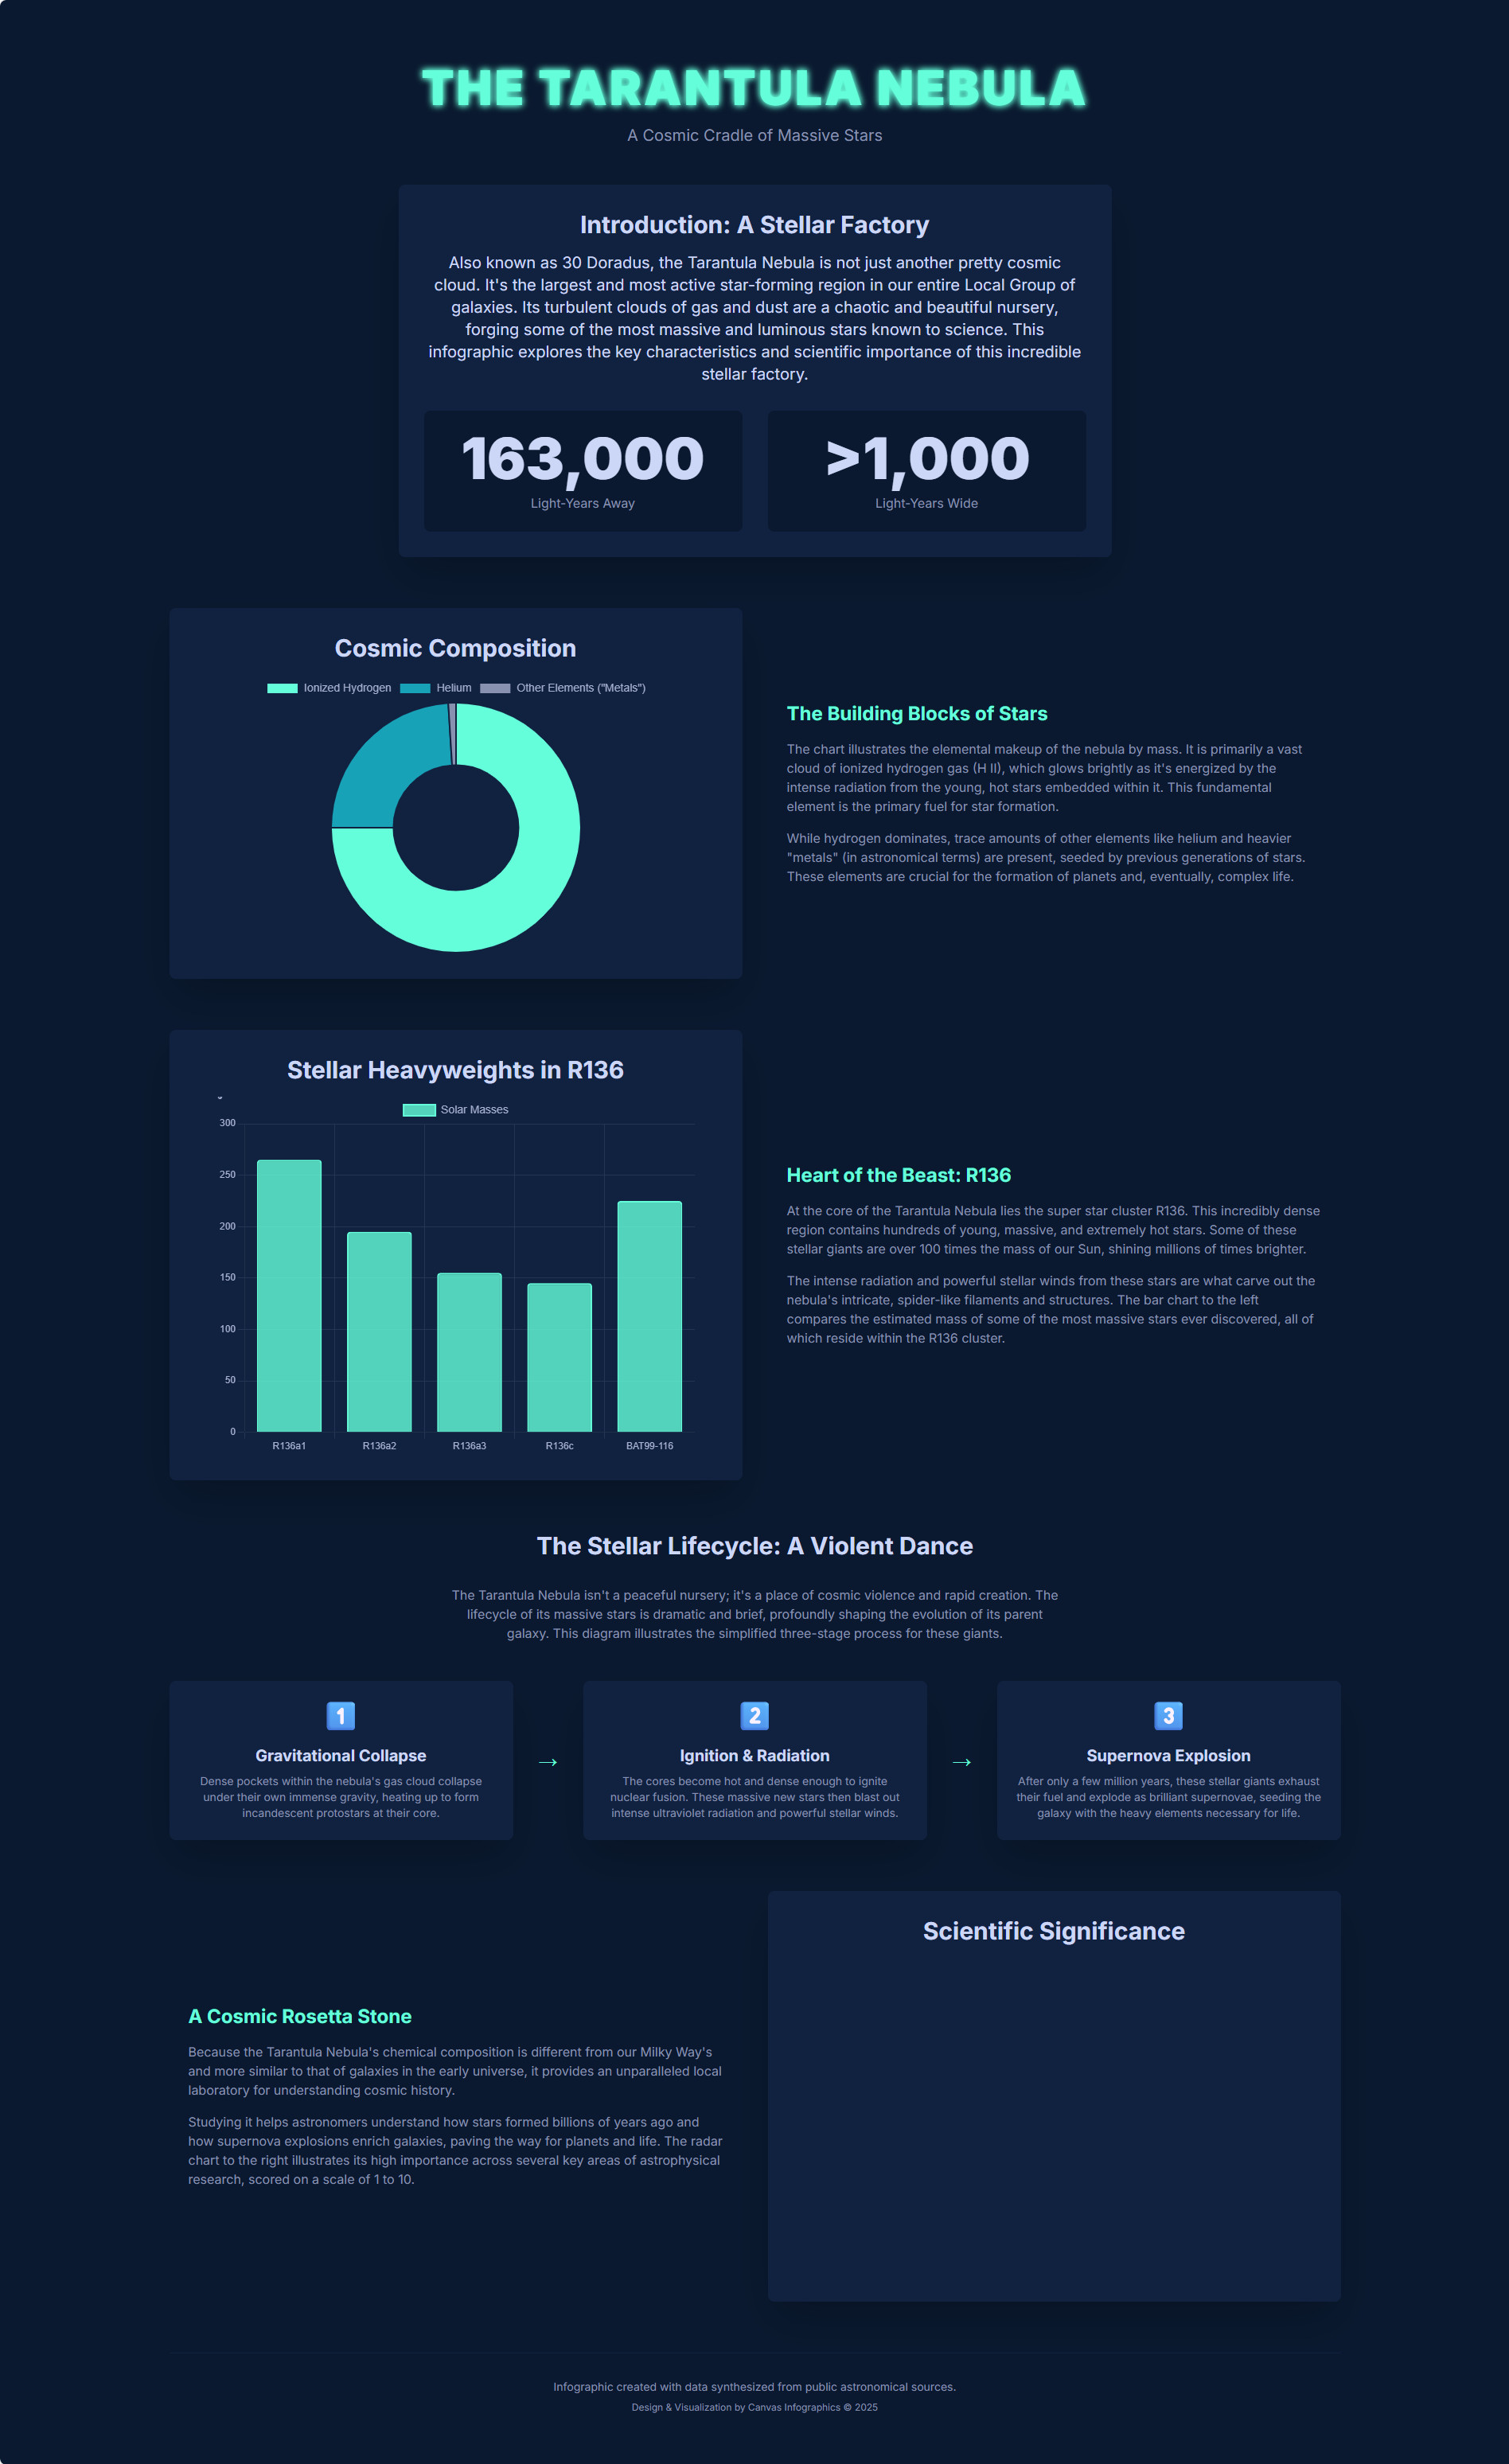 THE TARANTULA NEBULA
A Cosmic Cradle of Massive Stars
Introduction: A Stellar Factory
Also known as 30 Doradus, the Tarantula Nebula is not just another pretty cosmic
cloud. It's the largest and most active star-forming region in our entire Local Group of
galaxies. Its turbulent clouds of gas and dust are a chaotic and beautiful nursery,
forging some of the most massive and luminous stars known to science. This
infographic explores the key characteristics and scientific importance of this incredible
stellar factory.
163,000
Light-Years Away
>1,000
Light-Years Wide
Cosmic Composition
Ionized Hydrogen
Helium
Other Elements ("Metals")
The Building Blocks of Stars
The chart illustrates the elemental makeup of the nebula by mass. It is primarily a vast
cloud of ionized hydrogen gas (H II), which glows brightly as it's energized by the
intense radiation from the young, hot stars embedded within it. This fundamental
element is the primary fuel for star formation.
While hydrogen dominates, trace amounts of other elements like helium and heavier
"metals" (in astronomical terms) are present, seeded by previous generations of stars.
These elements are crucial for the formation of planets and, eventually, complex life.
Stellar Heavyweights in R136
Solar Masses
300
250
200
150
100
50
0
R136a1
R136a2
R136a3
R136c
BAT99-116
Heart of the Beast: R136
At the core of the Tarantula Nebula lies the super star cluster R136. This incredibly dense
region contains hundreds of young, massive, and extremely hot stars. Some of these
stellar giants are over 100 times the mass of our Sun, shining millions of times brighter.
The intense radiation and powerful stellar winds from these stars are what carve out the
nebula's intricate, spider-like filaments and structures. The bar chart to the left
compares the estimated mass of some of the most massive stars ever discovered, all of
which reside within the R136 cluster.
The Stellar Lifecycle: A Violent Dance
The Tarantula Nebula isn't a peaceful nursery; it's a place of cosmic violence and rapid creation. The
lifecycle of its massive stars is dramatic and brief, profoundly shaping the evolution of its parent
galaxy. This diagram illustrates the simplified three-stage process for these giants.
1
Gravitational Collapse
Dense pockets within the nebula's gas cloud collapse
under their own immense gravity, heating up to form
incandescent protostars at their core.
→
2
Ignition & Radiation
The cores become hot and dense enough to ignite
nuclear fusion. These massive new stars then blast out
intense ultraviolet radiation and powerful stellar winds.
→
3
Supernova Explosion
After only a few million years, these stellar giants exhaust
their fuel and explode as brilliant supernovae, seeding the
galaxy with the heavy elements necessary for life.
A Cosmic Rosetta Stone
Because the Tarantula Nebula's chemical composition is different from our Milky Way's
and more similar to that of galaxies in the early universe, it provides an unparalleled local
laboratory for understanding cosmic history.
Studying it helps astronomers understand how stars formed billions of years ago and
how supernova explosions enrich galaxies, paving the way for planets and life. The radar
chart to the right illustrates its high importance across several key areas of astrophysical
research, scored on a scale of 1 to 10.
Scientific Significance
Infographic created with data synthesized from public astronomical sources.
Design & Visualization by Canvas Infographics © 2025